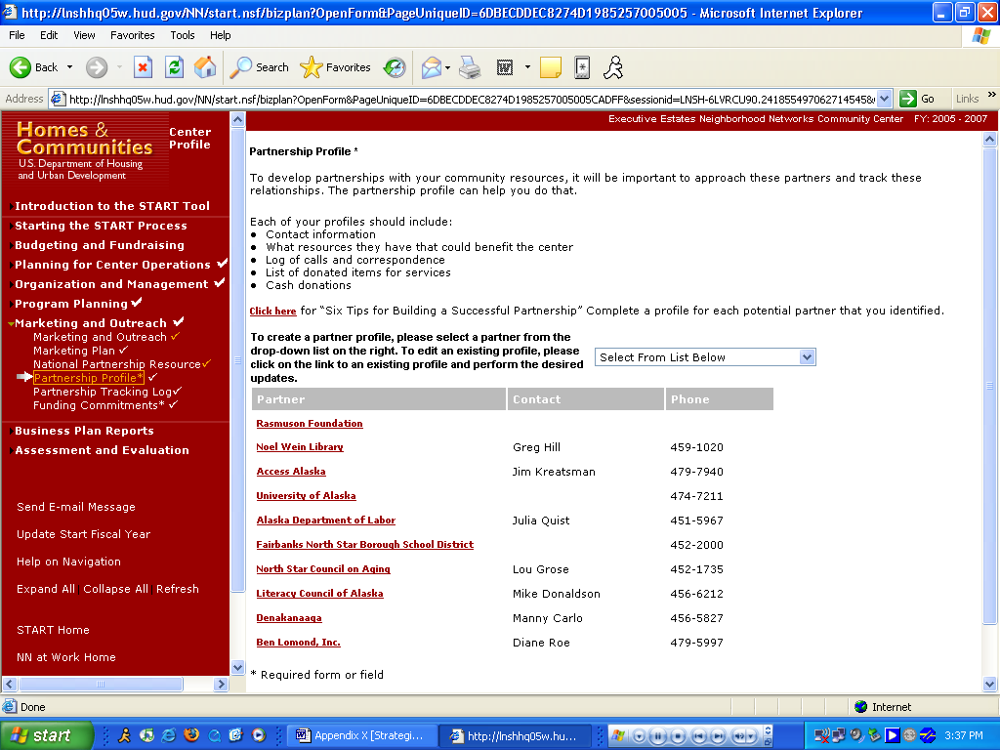 http://lnshhq05w.hud.gov/NN/start.nsf/bizplan?OpenForm&PageUniqueID=6DBECDDEC8274D1985257005005 - Microsoft Internet Explorer
File Edit View Favorites Tools Help
Back Search Favorites
Address http://lnshhq05w.hud.gov/NN/start.nsf/bizplan?OpenForm&PageUniqueID=6DBECDDEC8274D1985257005005CADFF&sessionid=LNSH-6LVRCU90.241855497062714545& Go Links »
Homes & Communities
U.S. Department of Housing and Urban Development
Center Profile
Executive Estates Neighborhood Networks Community Center FY: 2005 - 2007
Introduction to the START Tool
Starting the START Process
Budgeting and Fundraising
Planning for Center Operations
Organization and Management
Program Planning
Marketing and Outreach
Marketing and Outreach
Marketing Plan
National Partnership Resource
Partnership Profile*
Partnership Tracking Log
Funding Commitments*
Business Plan Reports
Assessment and Evaluation
Send E-mail Message
Update Start Fiscal Year
Help on Navigation
Expand All Collapse All Refresh
START Home
NN at Work Home
Partnership Profile *
To develop partnerships with your community resources, it will be important to approach these partners and track these
relationships. The partnership profile can help you do that.
Each of your profiles should include:
● Contact information
● What resources they have that could benefit the center
● Log of calls and correspondence
● List of donated items for services
● Cash donations
Click here for “Six Tips for Building a Successful Partnership” Complete a profile for each potential partner that you identified.
To create a partner profile, please select a partner from the
drop-down list on the right. To edit an existing profile, please
click on the link to an existing profile and perform the desired
updates.
Select From List Below
Partner Contact Phone
Rasmuson Foundation
Noel Wein Library Greg Hill 459-1020
Access Alaska Jim Kreatsman 479-7940
University of Alaska 474-7211
Alaska Department of Labor Julia Quist 451-5967
Fairbanks North Star Borough School District 452-2000
North Star Council on Aging Lou Grose 452-1735
Literacy Council of Alaska Mike Donaldson 456-6212
Denakanaaga Manny Carlo 456-5827
Ben Lomond, Inc. Diane Roe 479-5997
* Required form or field
Done Internet
start Appendix X [Strategi... http://lnshhq05w.hu... 3:37 PM